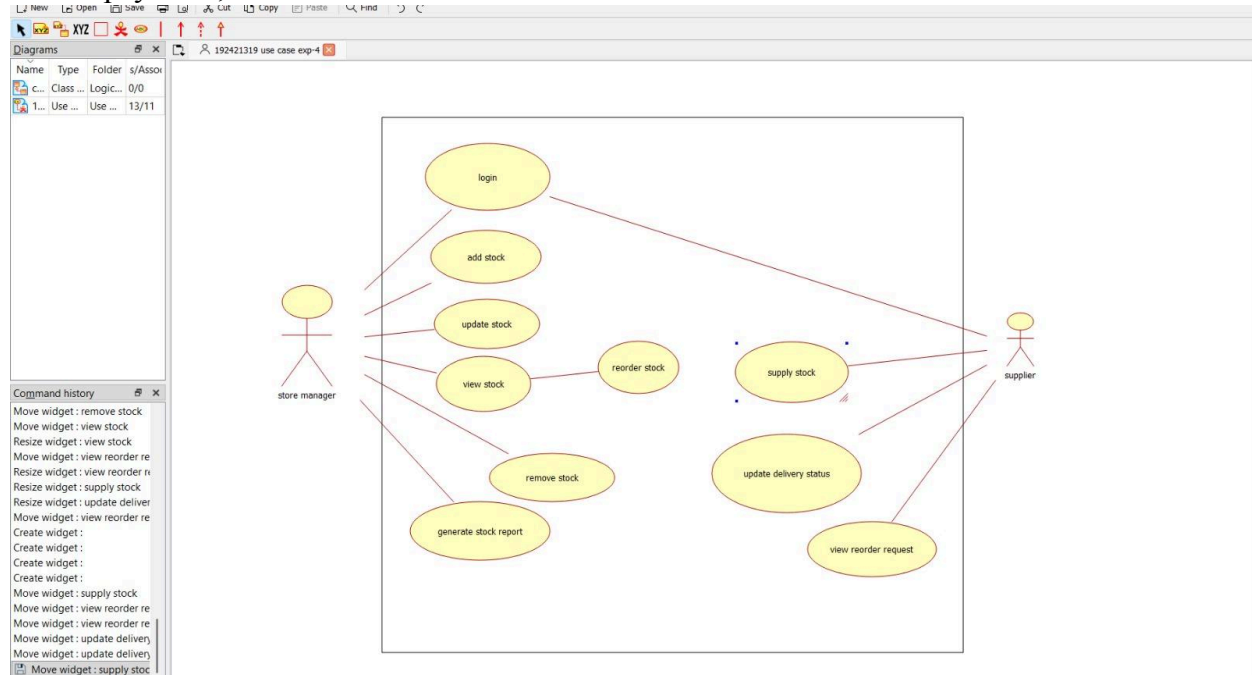 New Open Save Cut Copy Paste Find
XYZ XYZ
Diagrams
192421319 use case exp-4
Name Type Folder s/Assoc
c... Class ... Logic... 0/0
1... Use ... Use ... 13/11
login
add stock
update stock
reorder stock
view stock
supply stock
store manager
supplier
remove stock
update delivery status
generate stock report
view reorder request
Command history
Move widget : remove stock
Move widget : view stock
Resize widget : view stock
Move widget : view reorder re
Resize widget : view reorder re
Resize widget : supply stock
Resize widget : update deliver
Move widget : view reorder re
Create widget :
Create widget :
Create widget :
Create widget :
Move widget : supply stock
Move widget : view reorder re
Move widget : view reorder re
Move widget : update delivery
Move widget : update delivery
Move widget : supply stoc